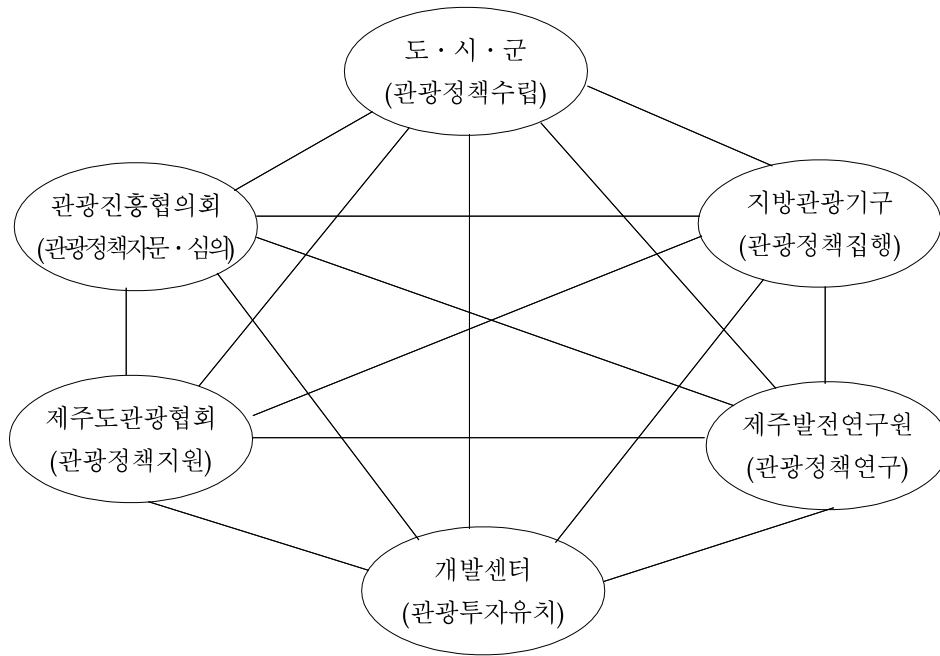 도·시·군
(관광정책수립)
관광진흥협의회
(관광정책자문·심의)
지방관광기구
(관광정책집행)
제주도관광협회
(관광정책지원)
제주발전연구원
(관광정책연구)
개발센터
(관광투자유치)